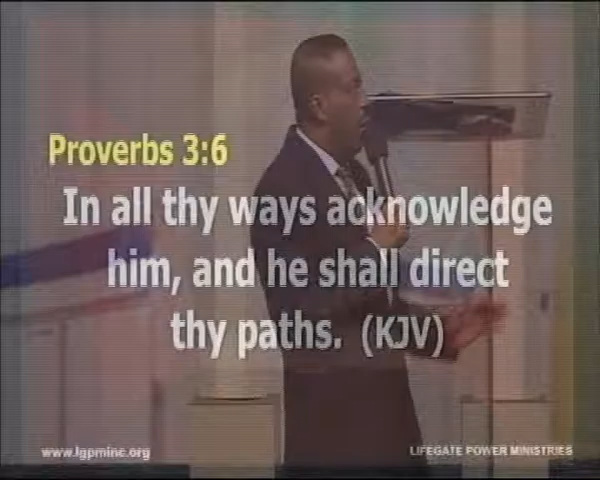 Proverbs 3:6
In all thy ways acknowledge
him, and he shall direct
thy paths. (KJV)
www.lgpminc.org
LIFEGATE POWER MINISTRIES